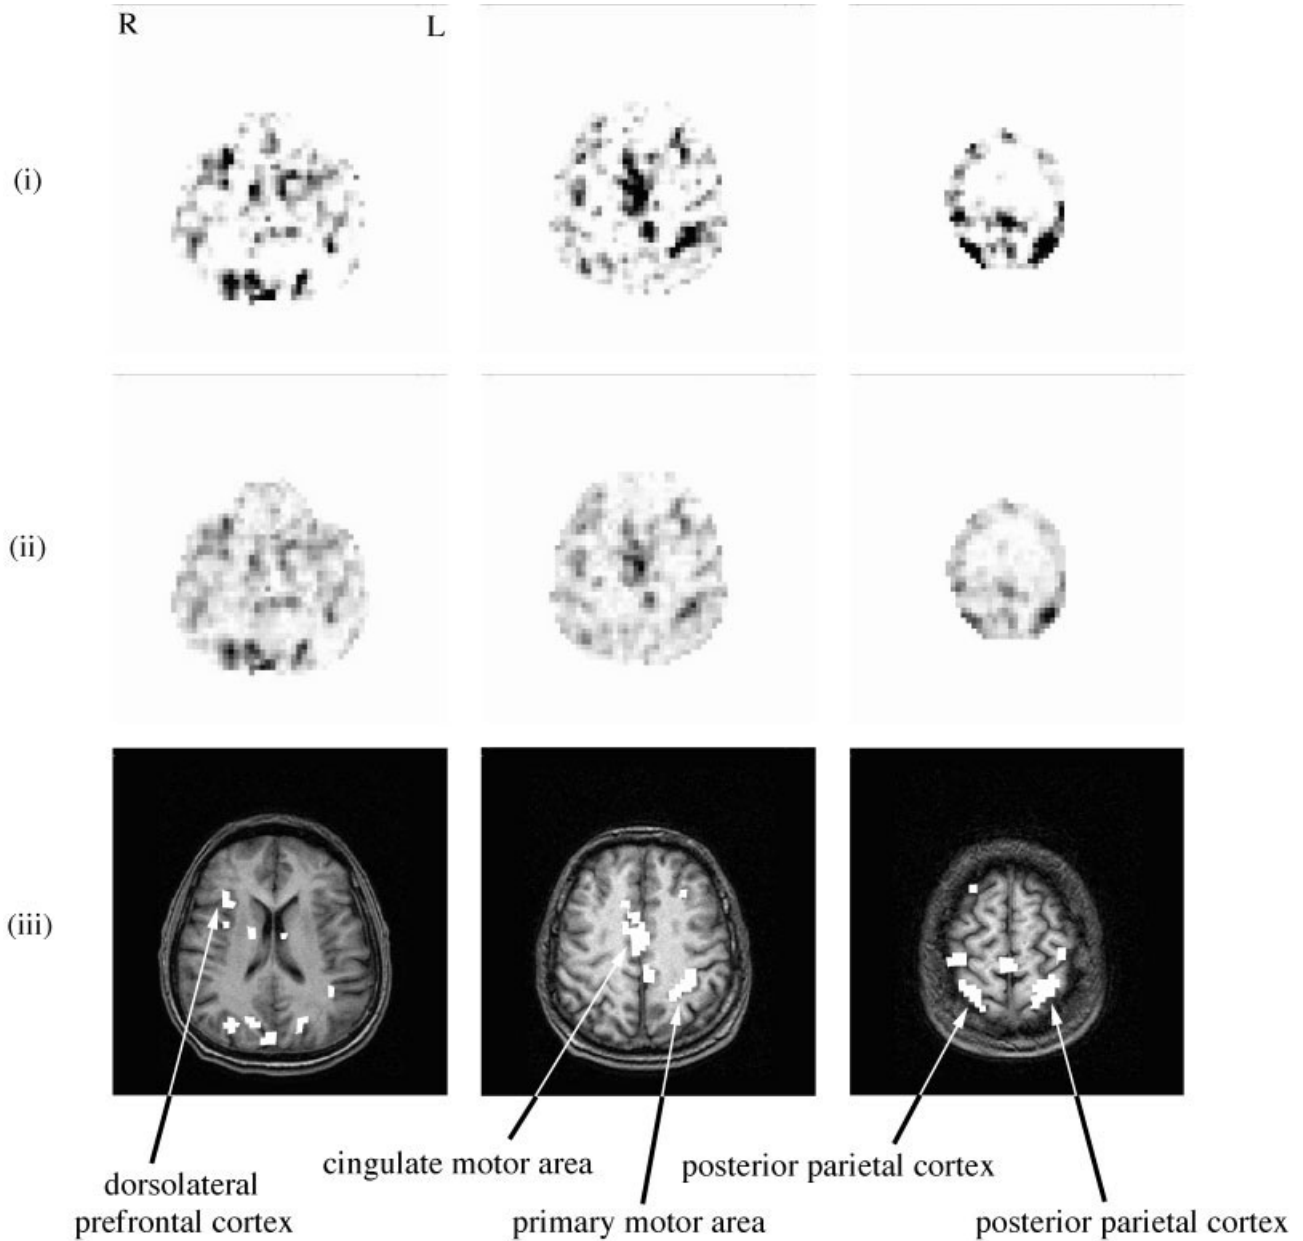 R
L
(i)
(ii)
(iii)
cingulate motor area
posterior parietal cortex
dorsolateral
prefrontal cortex
primary motor area
posterior parietal cortex